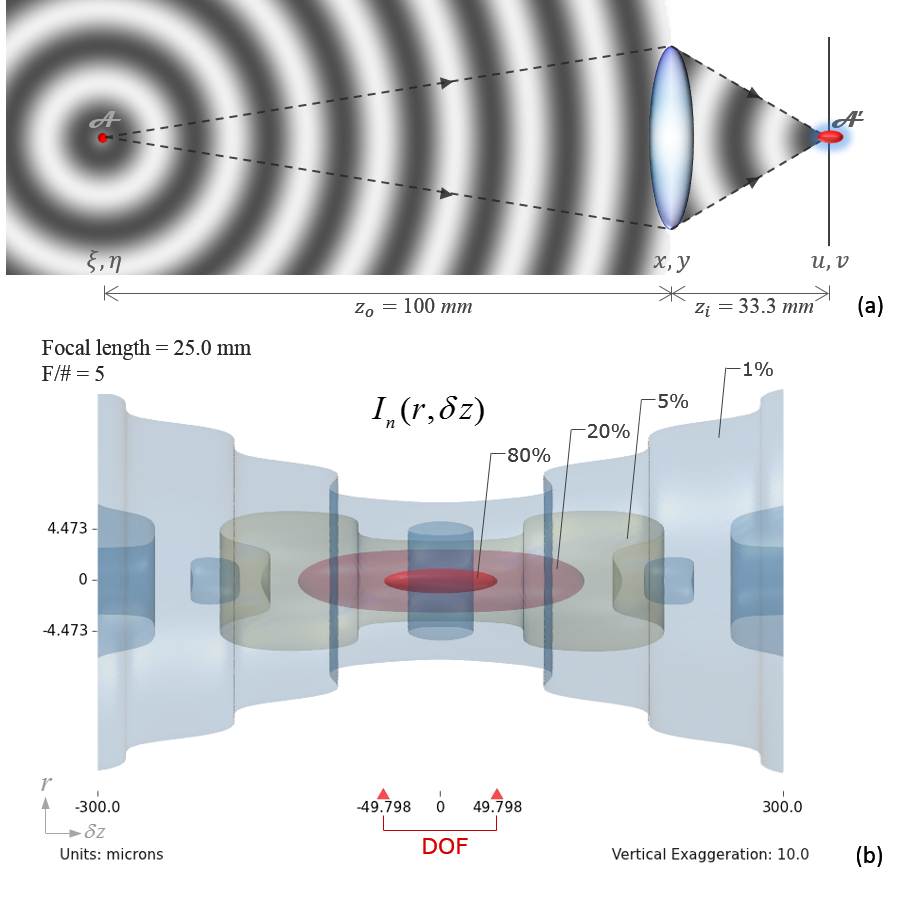 𝒜
𝒜′
ξ, η
x, y
u, v
z_o = 100 mm
z_i = 33.3 mm
(a)
Focal length = 25.0 mm
F/# = 5
I_n(r, δz)
1%
5%
20%
80%
4.473
0
-4.473
r
δz
-300.0
-49.798
0
49.798
300.0
DOF
Units: microns
Vertical Exaggeration: 10.0
(b)